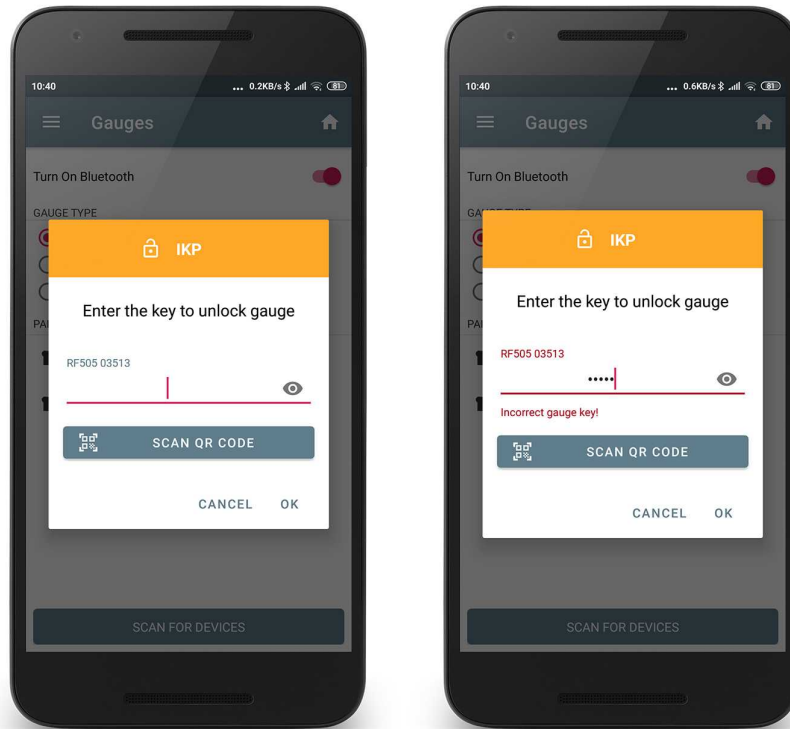 10:40
... 0.2KB/s 81
Gauges
Turn On Bluetooth
GAUGE TYPE
IKP
Enter the key to unlock gauge
RF505 03513
SCAN QR CODE
CANCEL OK
SCAN FOR DEVICES
10:40
... 0.6KB/s 81
Gauges
Turn On Bluetooth
IKP
Enter the key to unlock gauge
RF505 03513
•••••
Incorrect gauge key!
SCAN QR CODE
CANCEL OK
SCAN FOR DEVICES